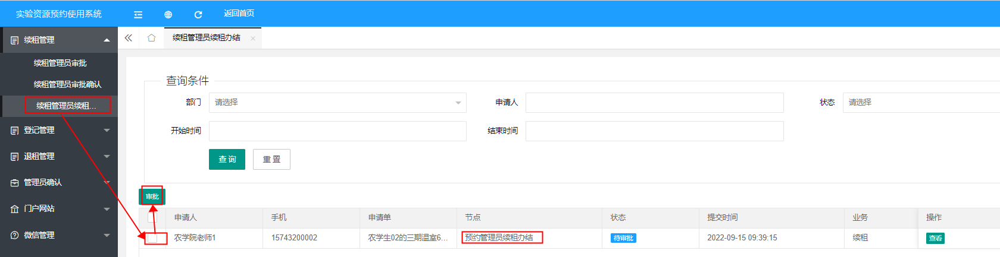 实验资源预约使用系统
返回首页
续租管理
续租管理员审批
续租管理员审批确认
续租管理员续租...
登记管理
退租管理
管理员确认
门户网站
微信管理
续租管理员续租办结
查询条件
部门 请选择 申请人 状态 请选择
开始时间 结束时间
查询 重置
审批
申请人 手机 申请单 节点 状态 提交时间 业务 操作
农学院老师1 15743200002 农学生02的三期温室6... 预约管理员续租办结 待审批 2022-09-15 09:39:15 续租 查看